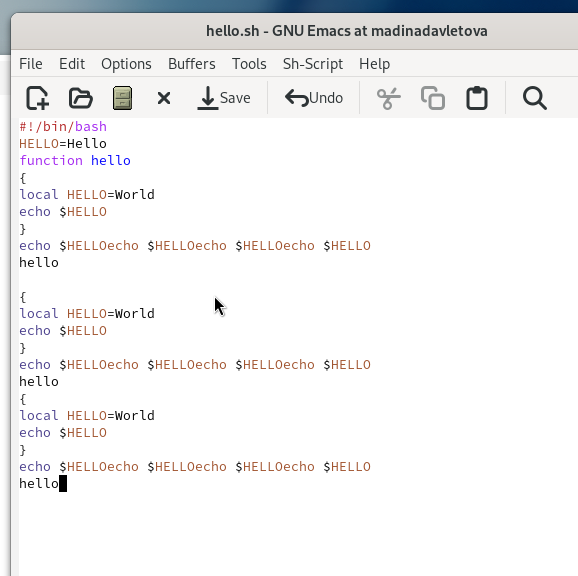 hello.sh - GNU Emacs at madinadavletova
File Edit Options Buffers Tools Sh-Script Help
Save Undo
#!/bin/bash
HELLO=Hello
function hello
{
local HELLO=World
echo $HELLO
}
echo $HELLOecho $HELLOecho $HELLOecho $HELLO
hello

{
local HELLO=World
echo $HELLO
}
echo $HELLOecho $HELLOecho $HELLOecho $HELLO
hello
{
local HELLO=World
echo $HELLO
}
echo $HELLOecho $HELLOecho $HELLOecho $HELLO
hello